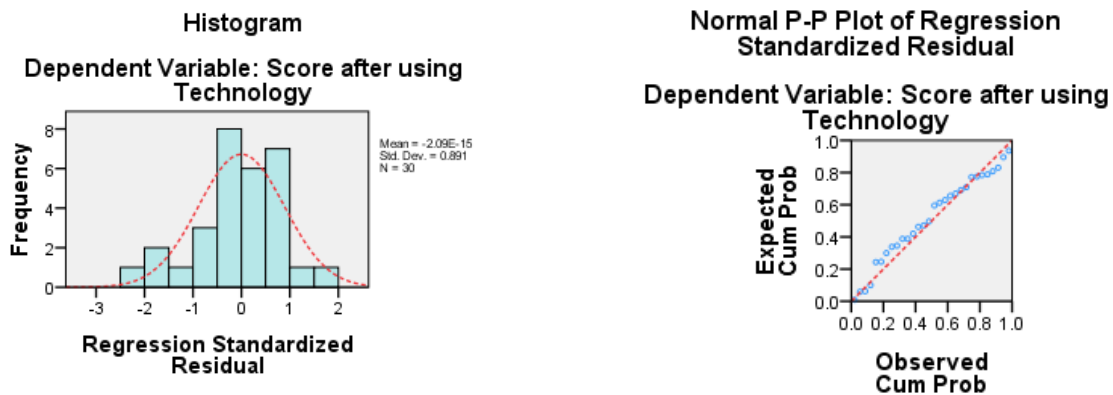 Histogram
Dependent Variable: Score after using
Technology
Frequency
8
6
4
2
0
Mean = -2.09E-15
Std. Dev. = 0.891
N = 30
-3
-2
-1
0
1
2
Regression Standardized
Residual
Normal P-P Plot of Regression
Standardized Residual
Dependent Variable: Score after using
Technology
Expected
Cum Prob
1.0
0.8
0.6
0.4
0.2
0.0
0.0
0.2
0.4
0.6
0.8
1.0
Observed
Cum Prob